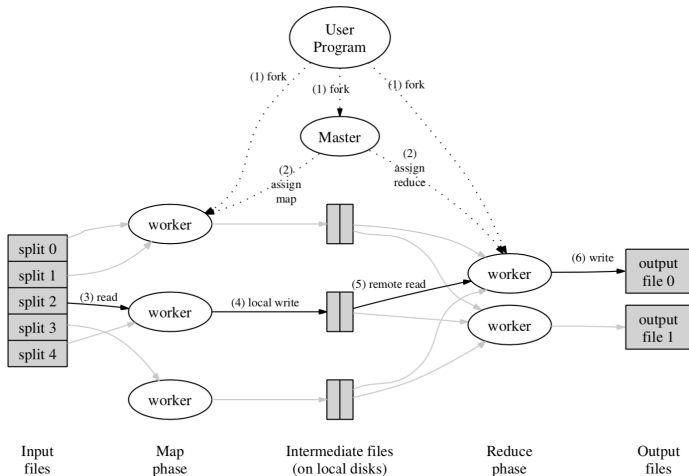 User
Program
(1) fork
(1) fork
(1) fork
Master
(2)
assign
map
(2)
assign
reduce
worker
split 0
split 1
split 2
split 3
split 4
(3) read
worker
(4) local write
(5) remote read
worker
(6) write
output
file 0
worker
output
file 1
worker
Input
files
Map
phase
Intermediate files
(on local disks)
Reduce
phase
Output
files